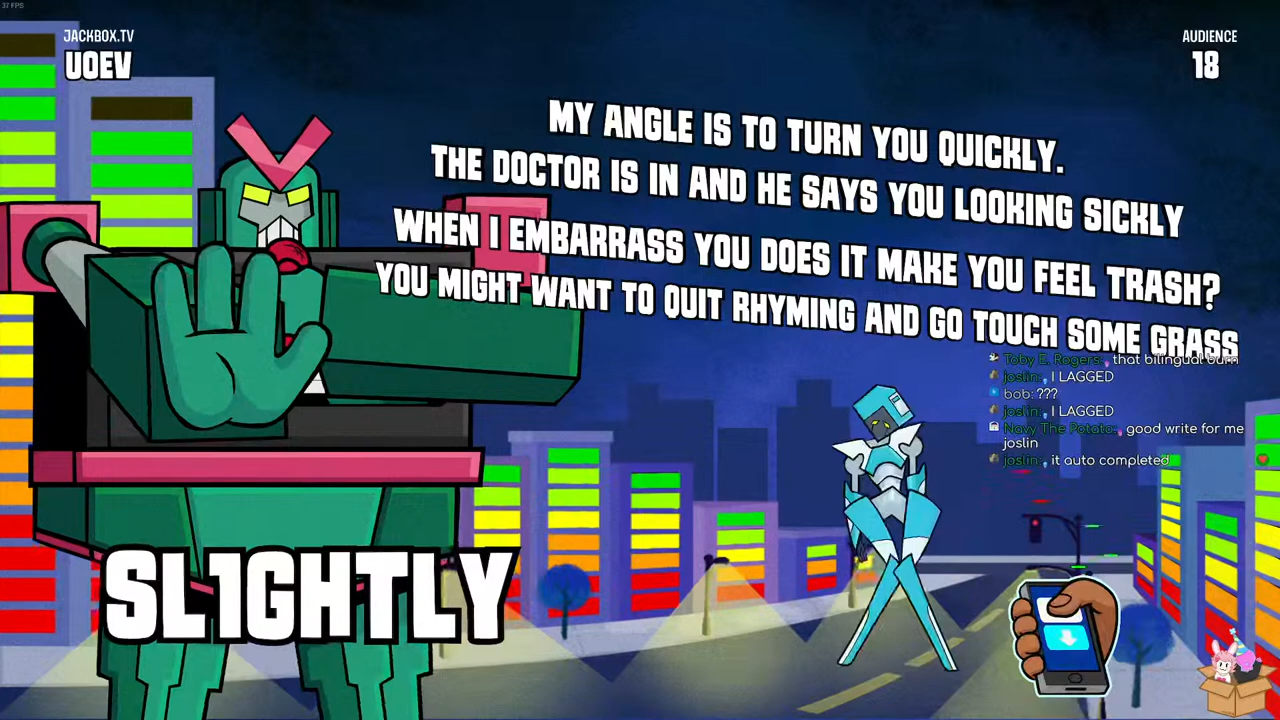 37 FPS
JACKBOX.TV
UOEV
AUDIENCE
18
MY ANGLE IS TO TURN YOU QUICKLY.
THE DOCTOR IS IN AND HE SAYS YOU LOOKING SICKLY
WHEN I EMBARRASS YOU DOES IT MAKE YOU FEEL TRASH?
YOU MIGHT WANT TO QUIT RHYMING AND GO TOUCH SOME GRASS
Toby E. Rogers: that bilingual burn
joslin: I LAGGED
bob: ???
joslin: I LAGGED
Navy The Potato: good write for me
joslin
joslin: it auto completed
SL1GHTLY